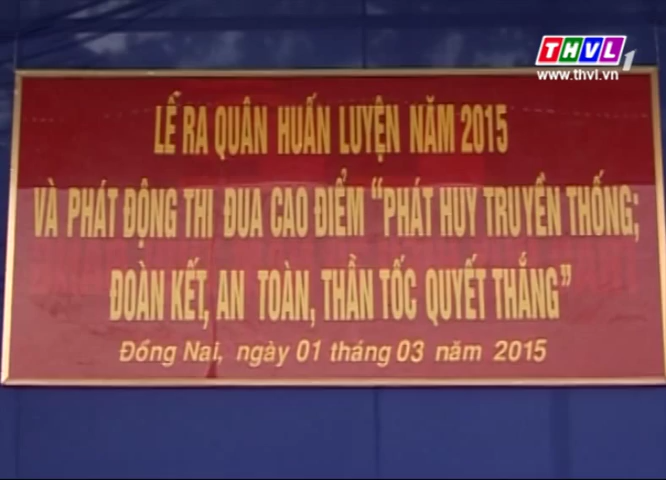 THVL1
www.thvl.vn
LỄ RA QUÂN HUẤN LUYỆN NĂM 2015
VÀ PHÁT ĐỘNG THI ĐUA CAO ĐIỂM "PHÁT HUY TRUYỀN THỐNG;
ĐOÀN KẾT, AN TOÀN, THẦN TỐC QUYẾT THẮNG"
Đồng Nai, ngày 01 tháng 03 năm 2015